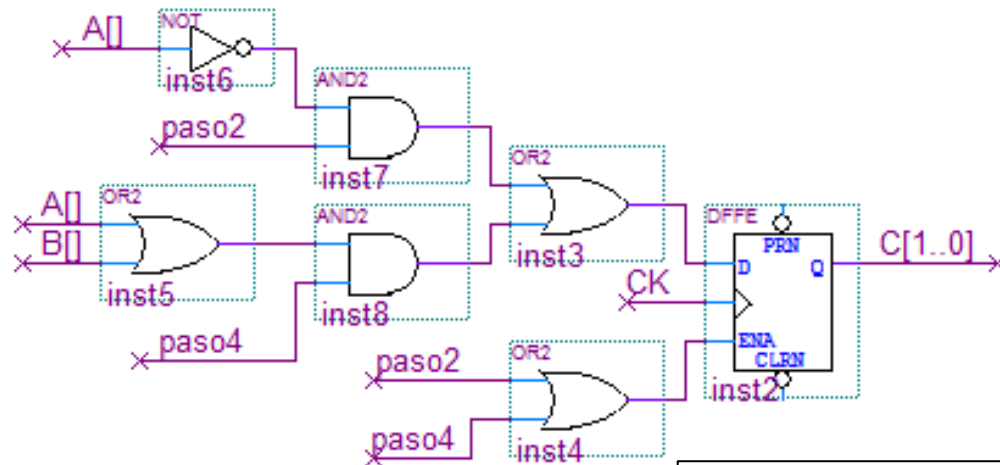 A[]
NOT
inst6
AND2
paso2
inst7
A[]
B[]
OR2
inst5
AND2
inst8
paso4
OR2
inst3
DFFE
PRN
D
Q
C[1..0]
CK
ENA
CLRN
inst2
paso2
OR2
paso4
inst4